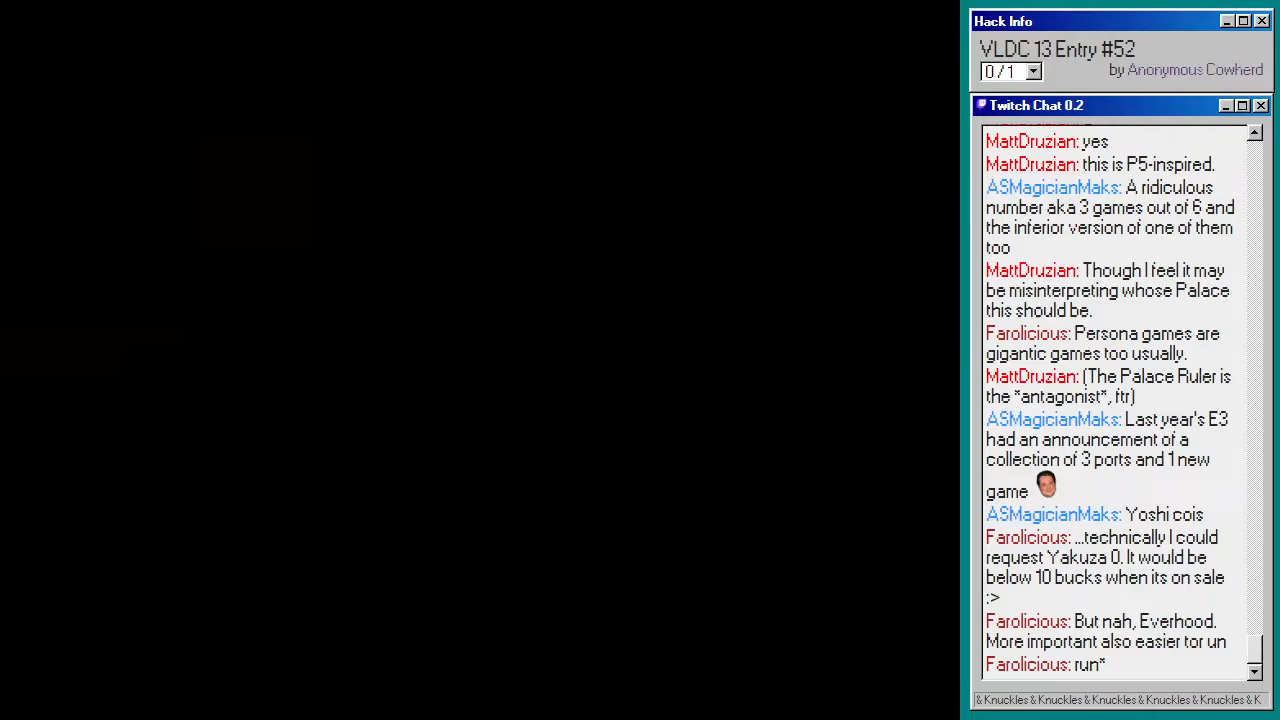 Hack Info
VLDC 13 Entry #52
0/1
by Anonymous Cowherd
Twitch Chat 0.2
MattDruzian: yes
MattDruzian: this is P5-inspired.
ASMagicianMaks: A ridiculous
number aka 3 games out of 6 and
the inferior version of one of them
too
MattDruzian: Though I feel it may
be misinterpreting whose Palace
this should be.
Farolicious: Persona games are
gigantic games too usually.
MattDruzian: (The Palace Ruler is
the *antagonist*, ftr)
ASMagicianMaks: Last year's E3
had an announcement of a
collection of 3 ports and 1 new
game
ASMagicianMaks: Yoshi cois
Farolicious: ...technically I could
request Yakuza 0. It would be
below 10 bucks when its on sale
:>
Farolicious: But nah, Everhood.
More important also easier tor un
Farolicious: run*
& Knuckles & Knuckles & Knuckles & Knuckles & Knuckles & K